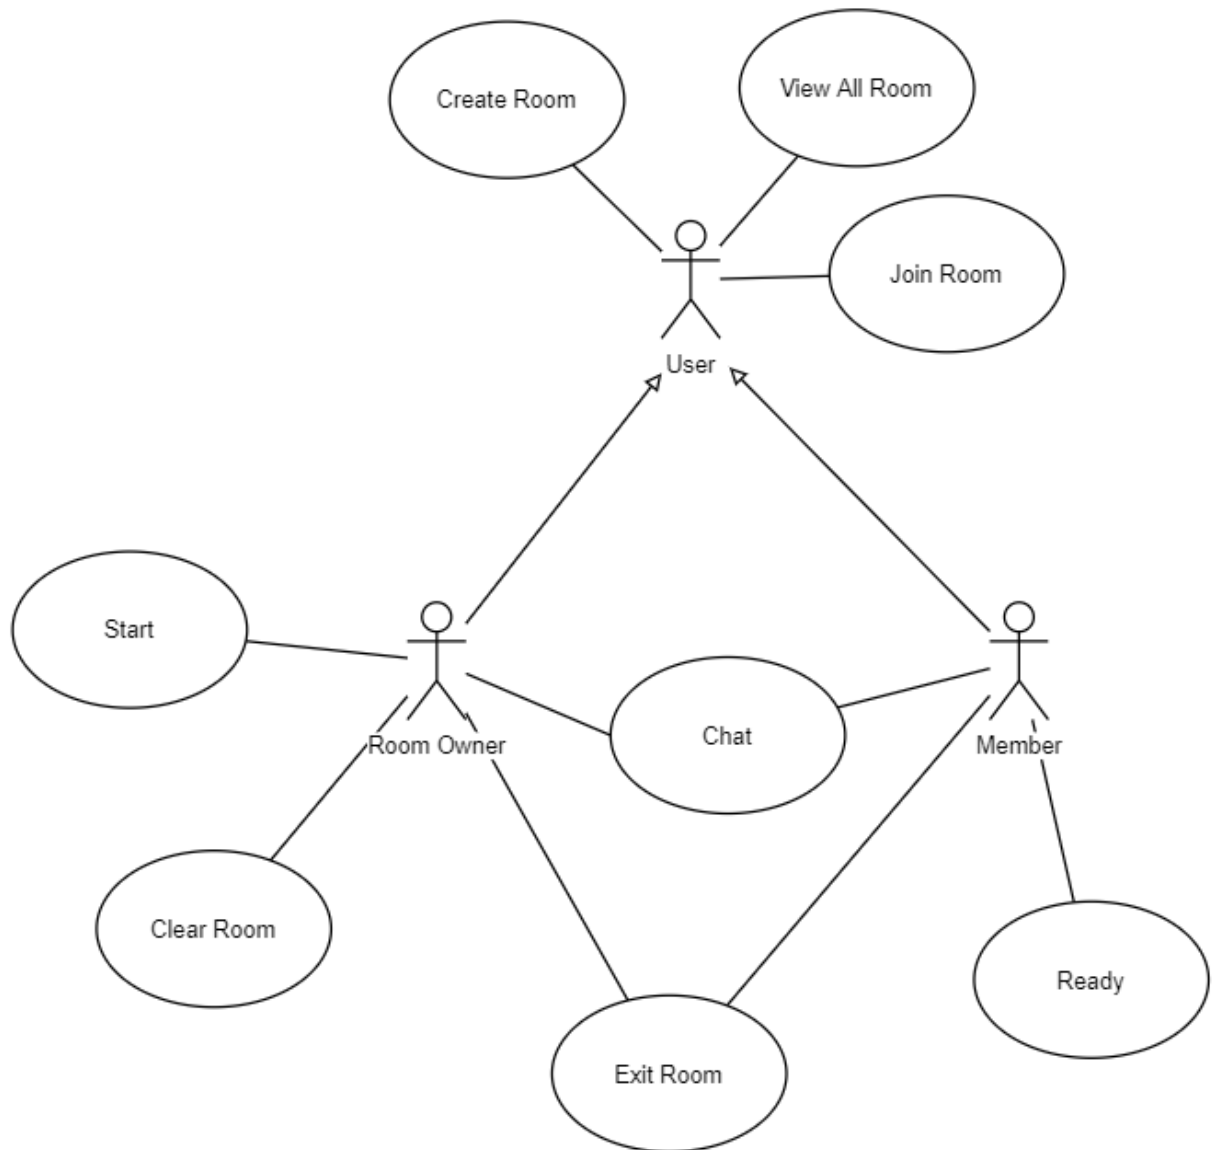 View All Room
Create Room
Join Room
User
Start
Chat
Room Owner
Member
Clear Room
Ready
Exit Room